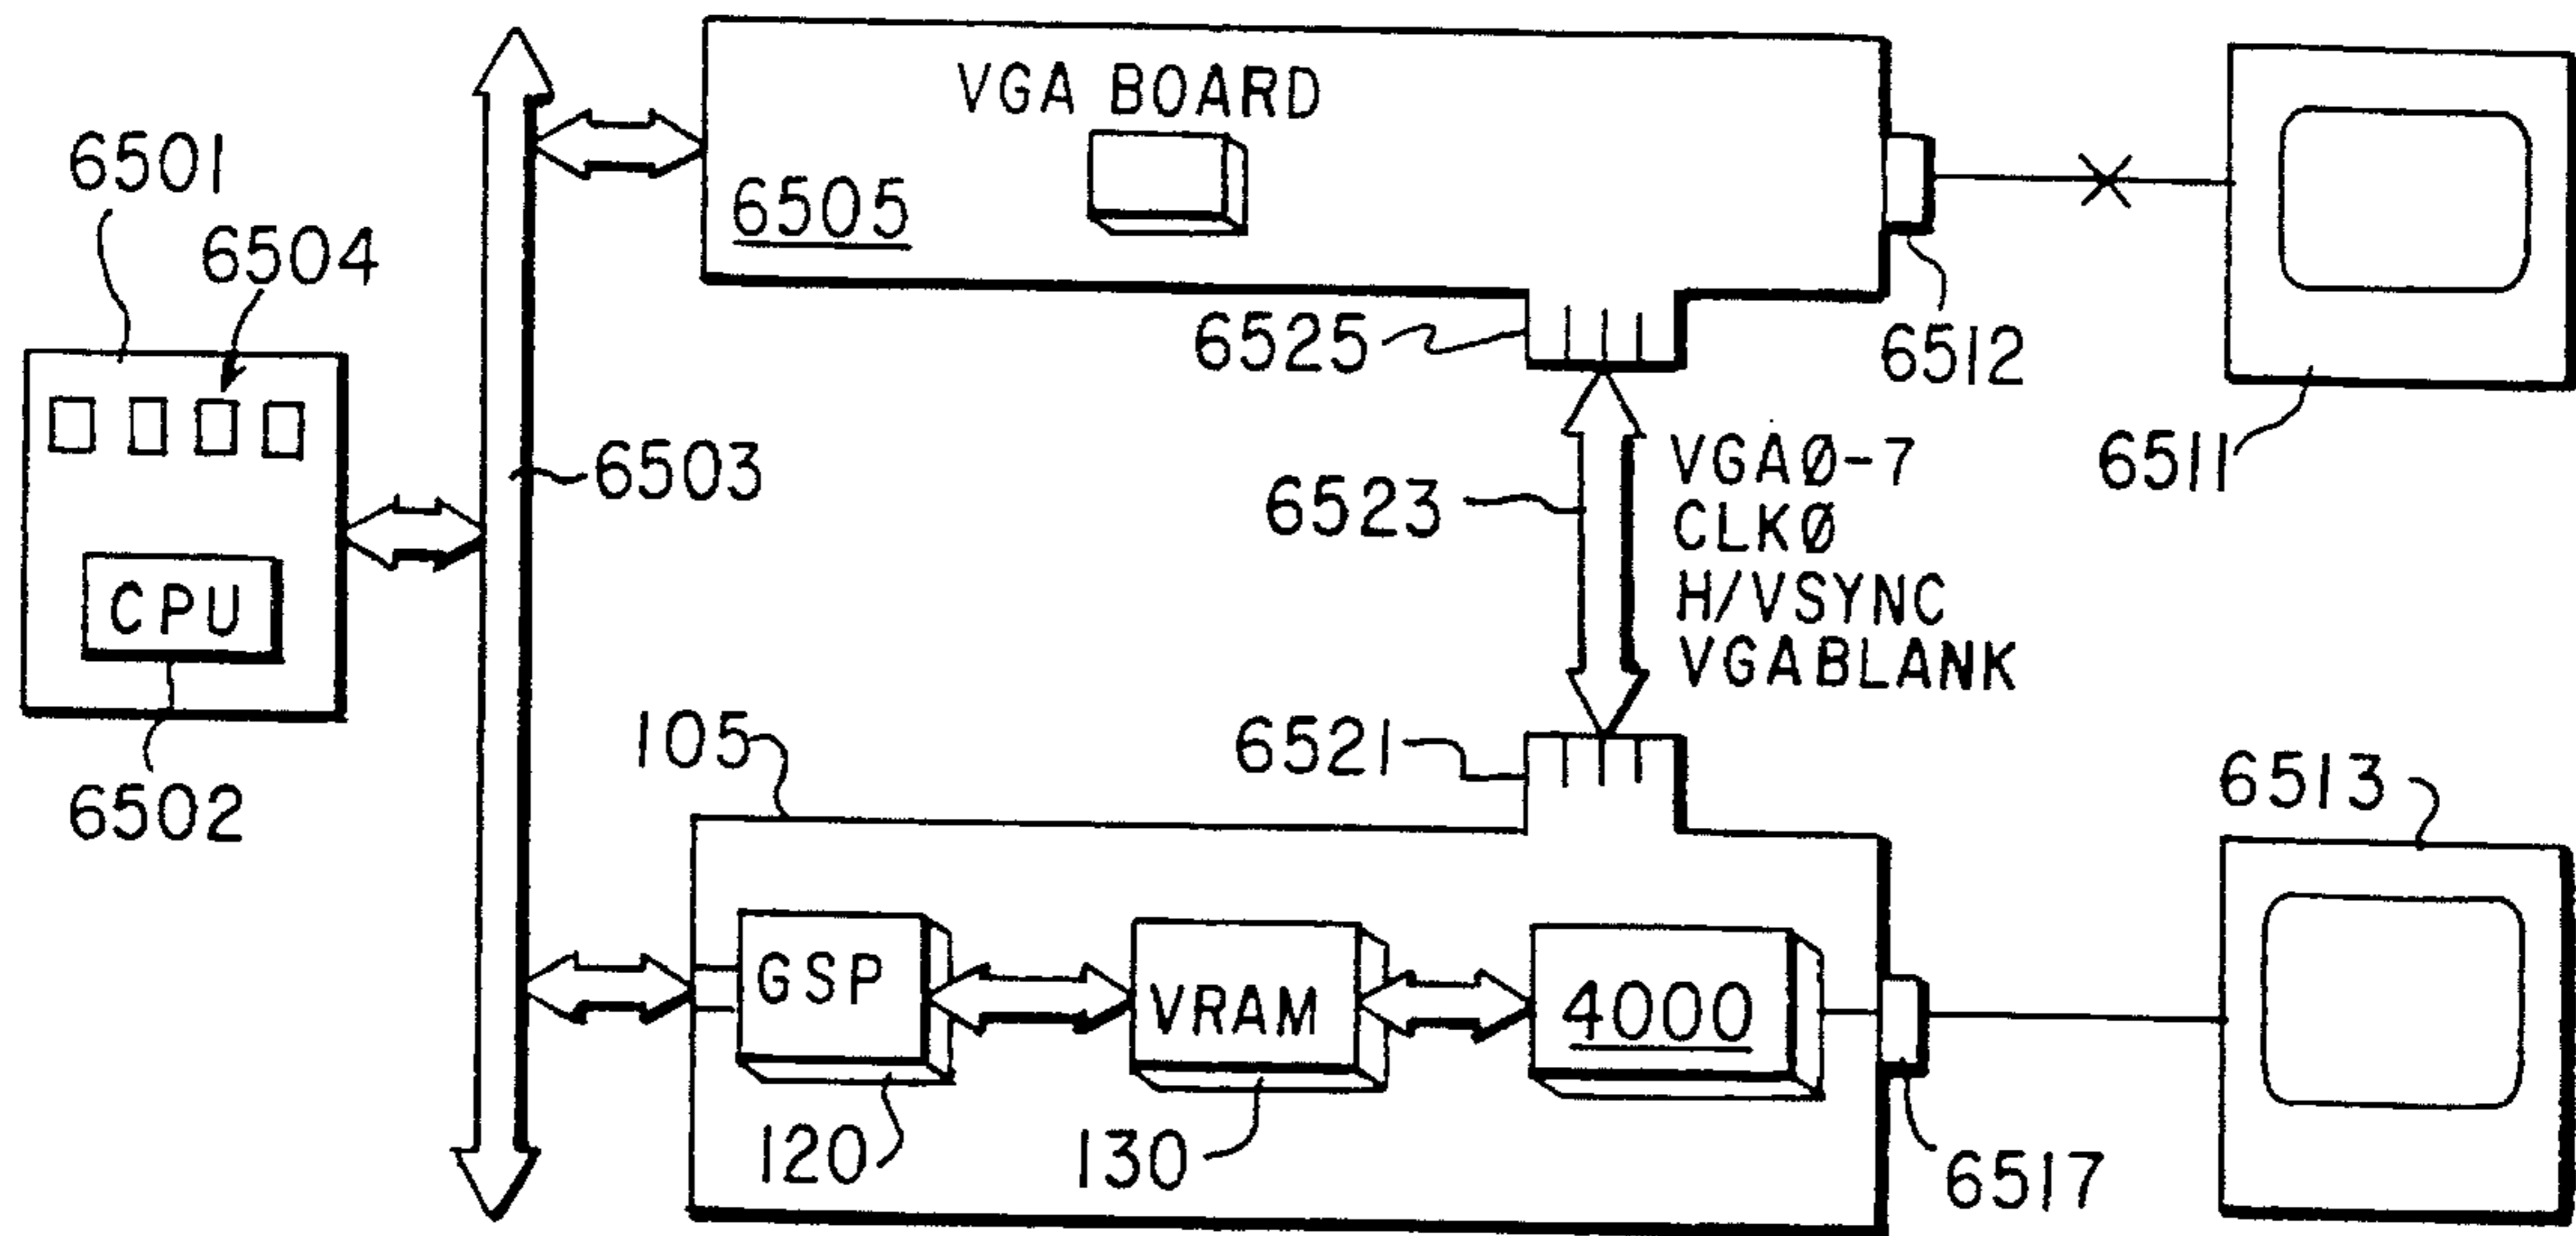 VGA BOARD
6501
6505
6504
6525
6512
VGAØ-7
6503
6511
6523
CLKØ
H/VSYNC
CPU
VGABLANK
105
6521
6502
6513
GSP
VRAM
4000
120
130
6517